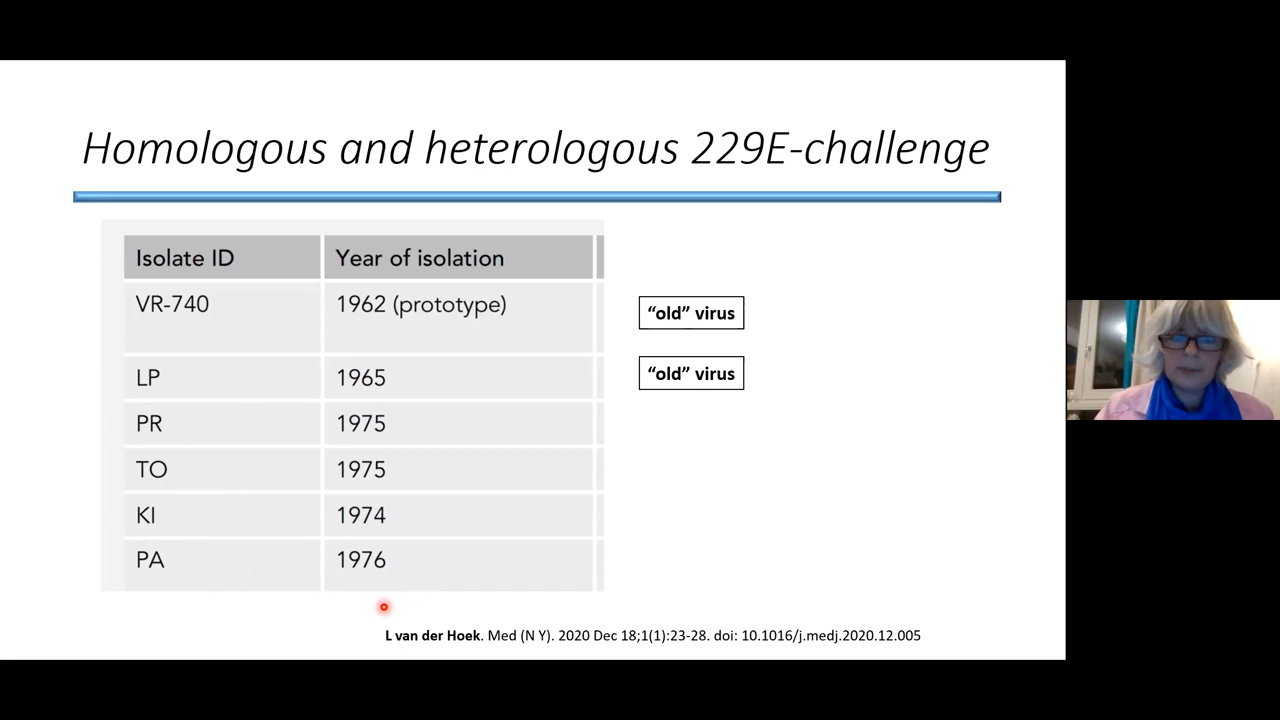 Homologous and heterologous 229E-challenge
Isolate ID Year of isolation
VR-740 1962 (prototype)
"old" virus
LP 1965
"old" virus
PR 1975
TO 1975
KI 1974
PA 1976
L van der Hoek. Med (N Y). 2020 Dec 18;1(1):23-28. doi: 10.1016/j.medj.2020.12.005